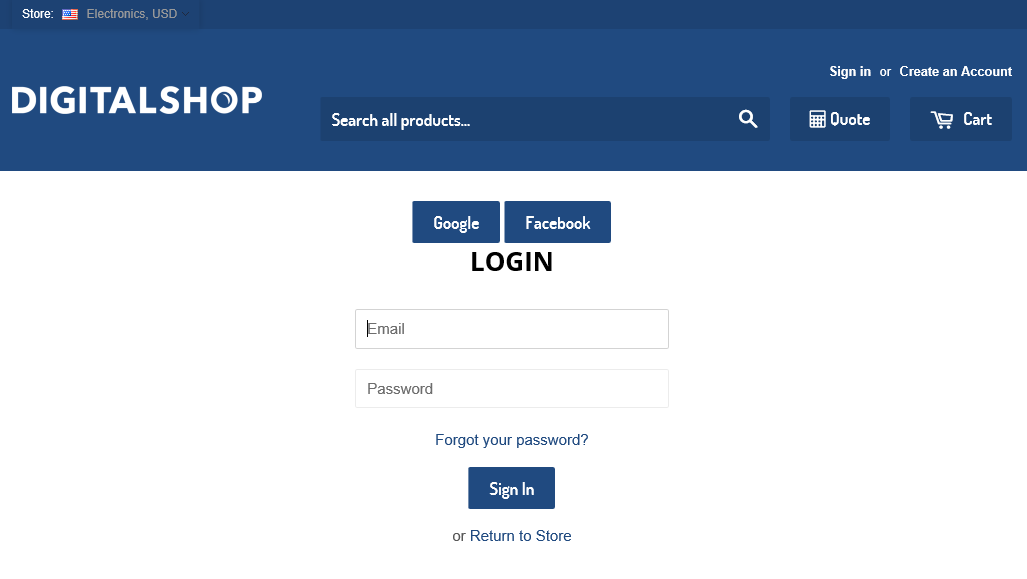 Store: Electronics, USD
Sign in or Create an Account
DIGITALSHOP
Search all products...
Quote
Cart
Google
Facebook
LOGIN
Email
Password
Forgot your password?
Sign In
or Return to Store